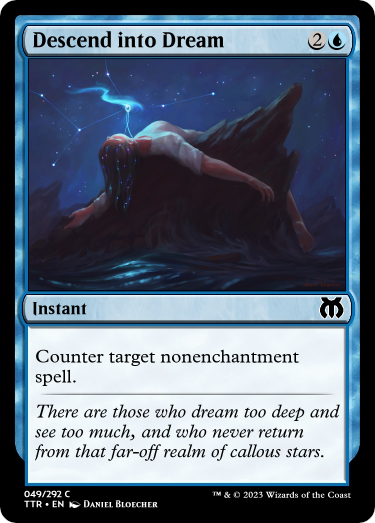 Descend into Dream 2
Instant
Counter target nonenchantment
spell.
There are those who dream too deep and
see too much, and who never return
from that far-off realm of callous stars.
049/292 C
TTR • EN Daniel Bloecher
™ & © 2023 Wizards of the Coast